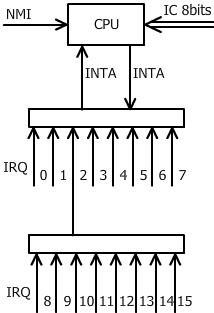 NMI
CPU
IC 8bits
INTA INTA
IRQ 0 1 2 3 4 5 6 7
IRQ 8 9 10 11 12 13 14 15